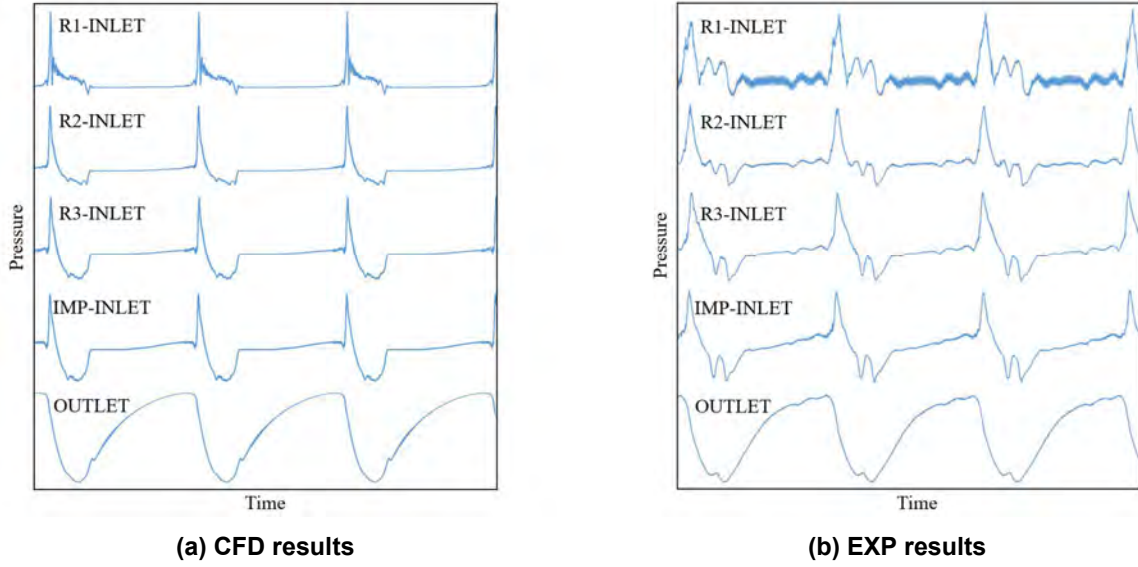 R1-INLET
R2-INLET
R3-INLET
IMP-INLET
OUTLET
Pressure
Time
(a) CFD results
R1-INLET
R2-INLET
R3-INLET
IMP-INLET
OUTLET
Pressure
Time
(b) EXP results